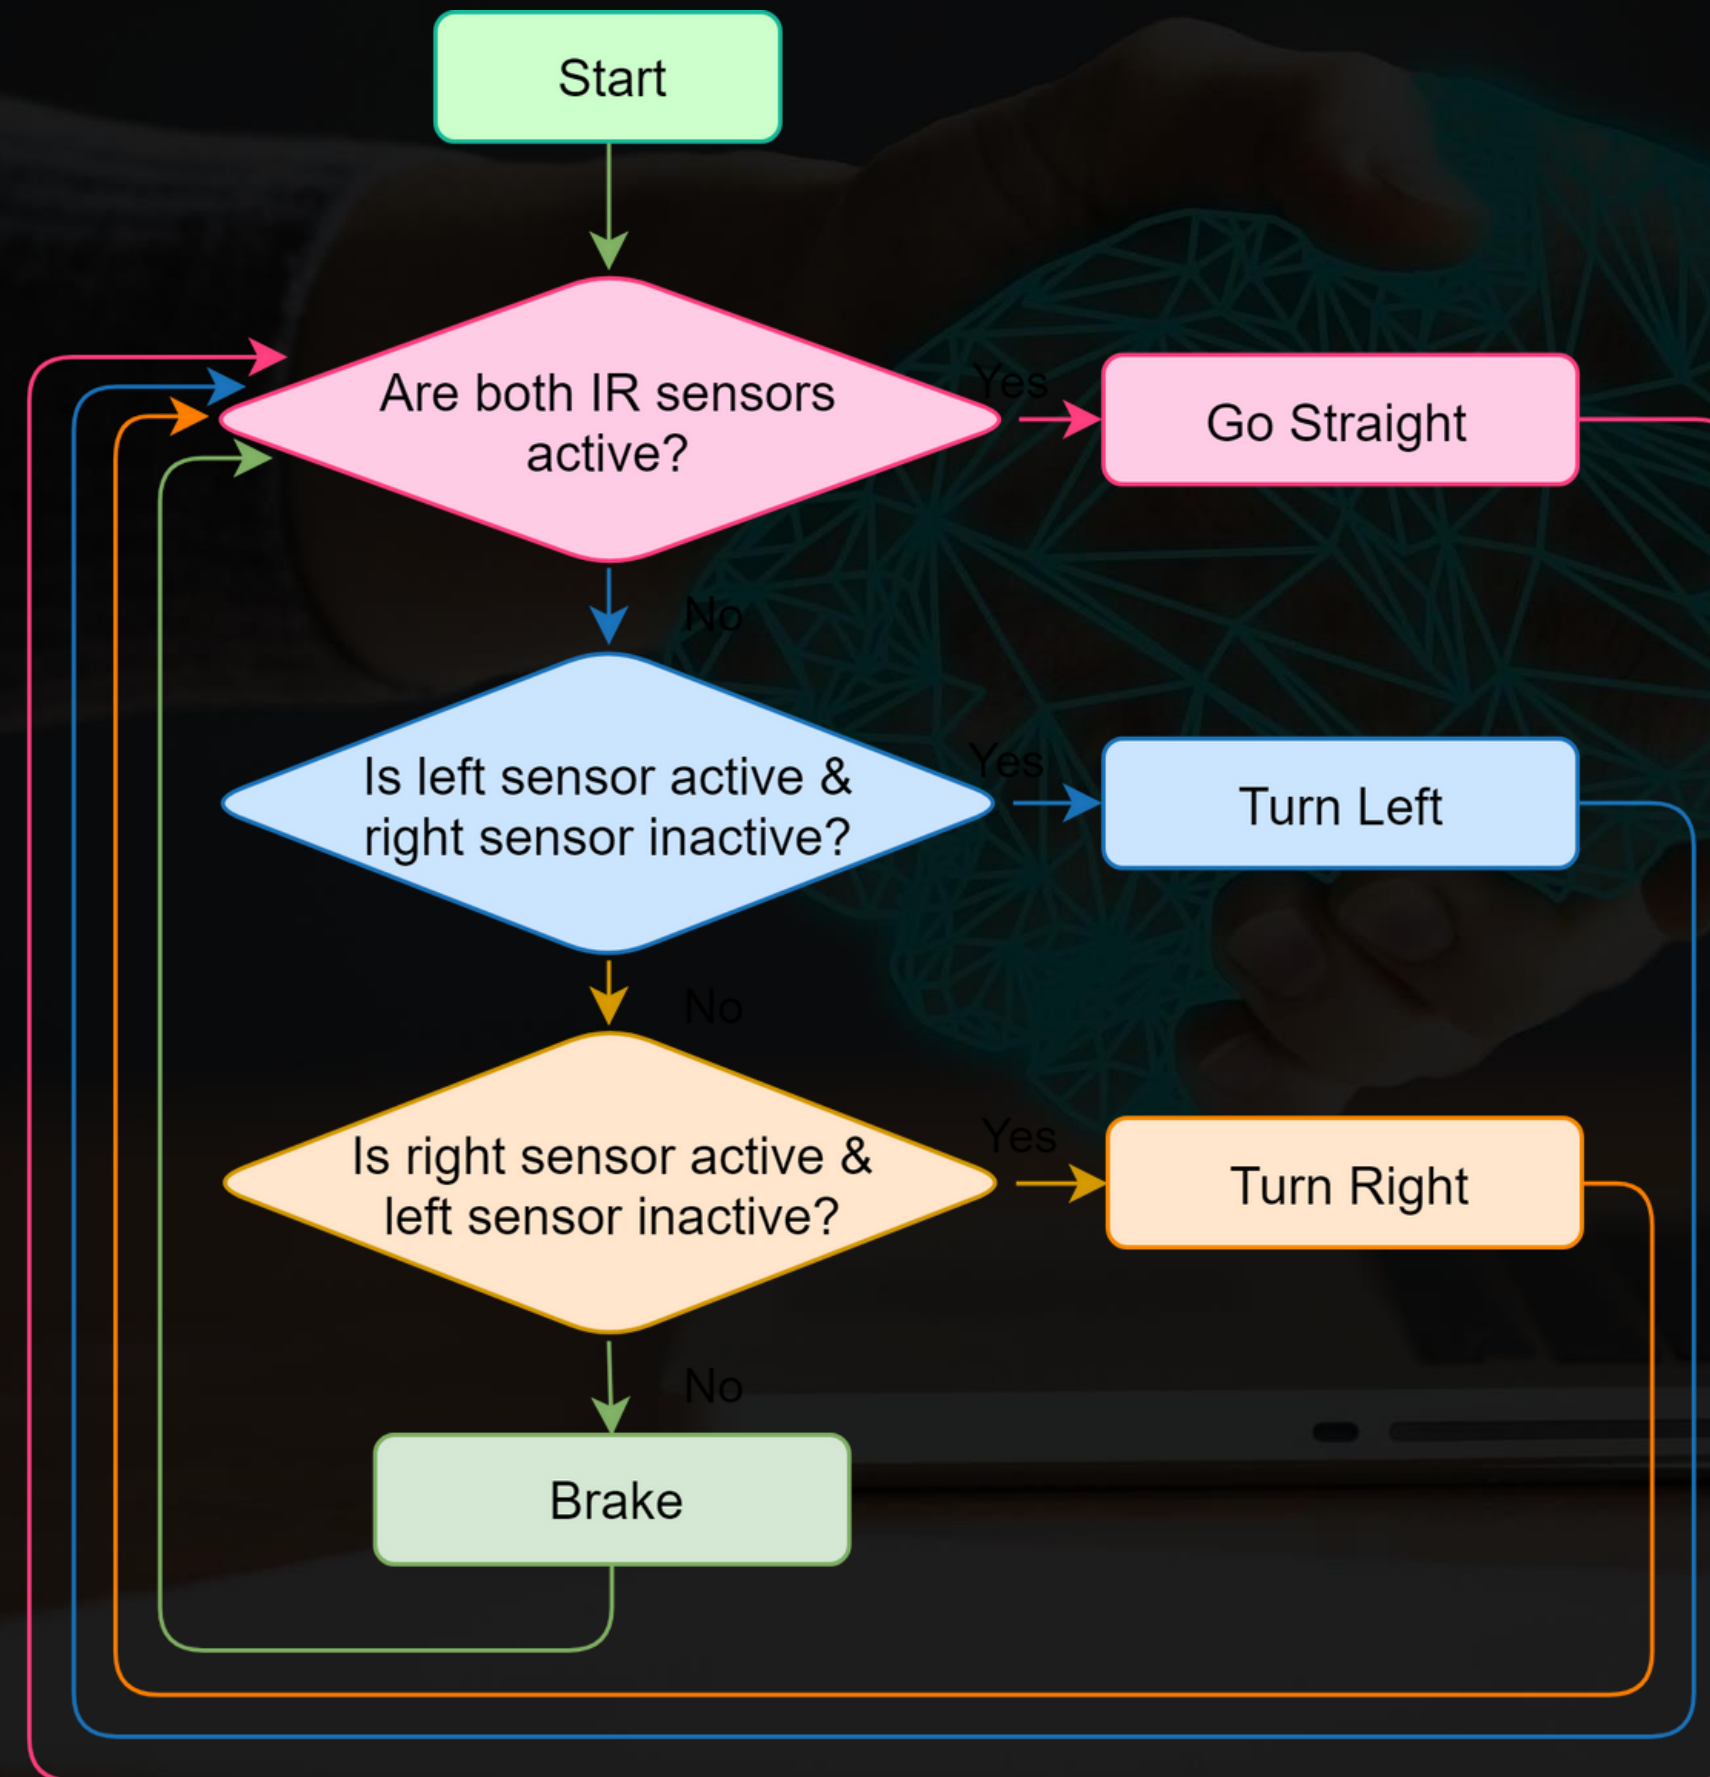 Start
Are both IR sensors
active?
Yes
Go Straight
No
Is left sensor active &
right sensor inactive?
Yes
Turn Left
No
Is right sensor active &
left sensor inactive?
Yes
Turn Right
No
Brake